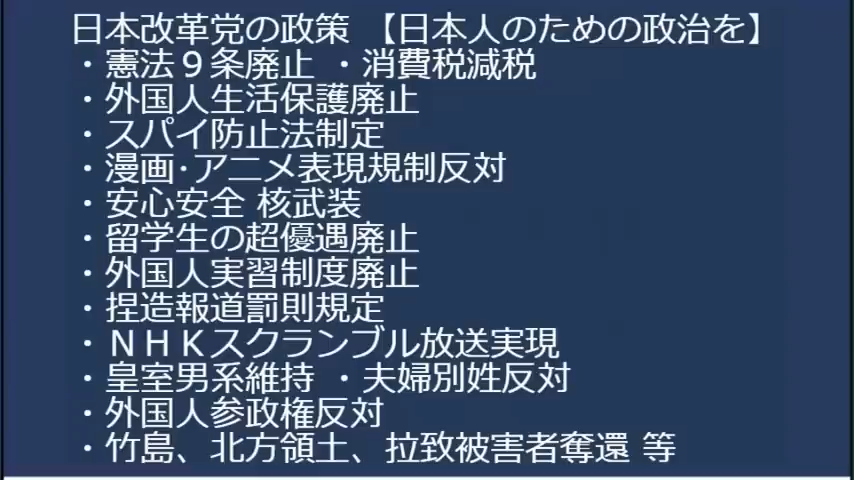 日本改革党の政策 【日本人のための政治を】
・憲法９条廃止 ・消費税減税
・外国人生活保護廃止
・スパイ防止法制定
・漫画･アニメ表現規制反対
・安心安全 核武装
・留学生の超優遇廃止
・外国人実習制度廃止
・捏造報道罰則規定
・ＮＨＫスクランブル放送実現
・皇室男系維持 ・夫婦別姓反対
・外国人参政権反対
・竹島、北方領土、拉致被害者奪還 等